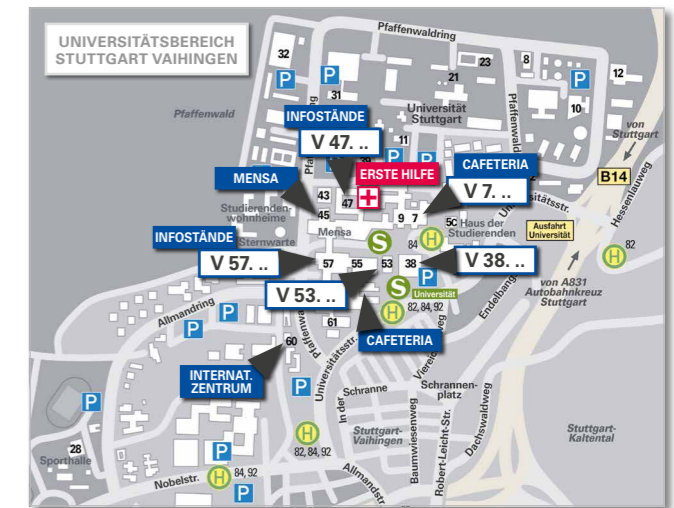 UNIVERSITÄTSBEREICH
STUTTGART VAIHINGEN
Pfaffenwaldring
32
P
P
31
23
21
8
P
12
10
Pfaffenwald
Universität
Stuttgart
Pfaffenwald
von
Stuttgart
INFOSTÄNDE
V 47. ..
11
P
ERSTE HILFE
CAFETERIA
V 7. ..
B14
Hessenlauweg
MENSA
43
47
45
9 7
Studierenden-
wohnheime
Mensa
Sternwarte
5C Haus der
Studierenden
Universitätsstr.
Ausfahrt
Universität
S
84 H
H
82
INFOSTÄNDE
V 57. ..
57
55
53
38
V 38. ..
P
V 53. ..
S
Universität
H
82, 84, 92
von A831
Autobahnkreuz
Stuttgart
Allmandring
P
P
61
60
CAFETERIA
INTERNAT.
ZENTRUM
Universitätsstr.
In der
Schranne
Schrannen-
platz
P
H
82, 84, 92
Stuttgart-
Vaihingen
Baumwiesenweg
Robert-Leicht-Str.
Dachswaldweg
Stuttgart-
Kaltental
28
Sporthalle
P
P
Nobelstr.
H
84, 92
P